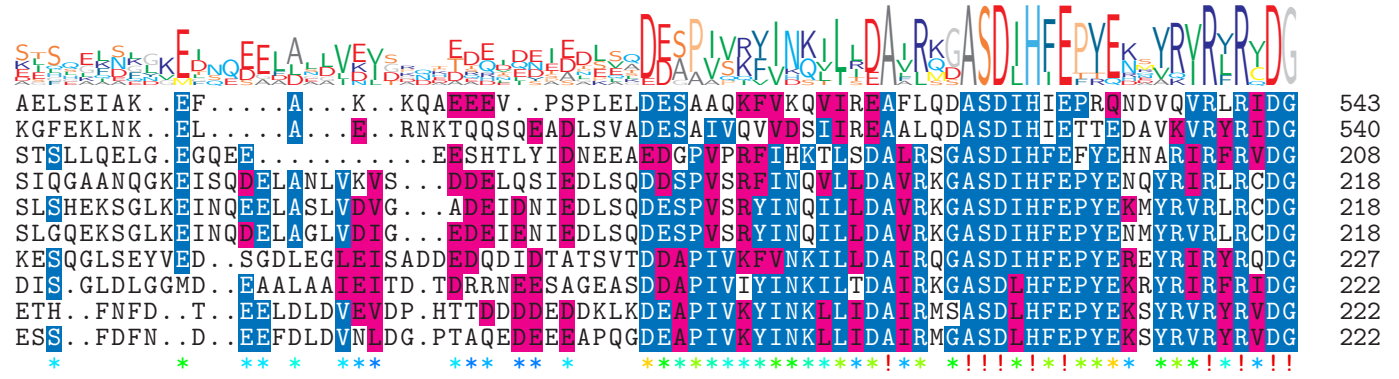 AELSEIAK..EF.....A...K..KQAEEEV..PSPLELDESAAQKFVKQVIREAFLQDASDIHIEPRQNDVQVRLRIDG 543
KGFEKLNK..EL.....A...E..RNKTQQSQEADLSVADESAIVQVVDSIIREAALQDASDIHIETTEDAVKVRYRIDG 540
STSLLQELG.EGQEE...........EESHTLYIDNEEAEDGPVPRFIHKTLSDALRSGASDIHFEFYEHNARIRFRVDG 208
SIQGAANQGKEISQDELANLVKVS...DDELQSIEDLSQDDSPVSRFINQVLLDAVRKGASDIHFEPYENQYRIRLRCDG 218
SLSHEKSGLKEINQEELASLVDVG...ADEIDNIEDLSQDESPVSRYINQILLDAVRKGASDIHFEPYEKMYRVRLRCDG 218
SLGQEKSGLKEINQDELAGLVDIG...EDEIENIEDLSQDESPVSRYINQILLDAVRKGASDIHFEPYENMYRVRLRCDG 218
KESQGLSEYVED..SGDLEGLEISADDEDQDIDTATSVTDDAPIVKFVNKILLDAIRQGASDIHFEPYEREYRIRYRQDG 227
DIS.GLDLGGMD..EAALAAIEITD.TDRRNEESAGEASDDAPIVIYINKILTDAIRKGASDLHFEPYEKRYRIRFRIDG 222
ETH..FNFD..T..EELDLDVEVDP.HTTDDDDEDDKLKDEAPIVKYINKLLIDAIRMSASDLHFEPYEKSYRVRYRVDG 222
ESS..FDFN..D..EEFDLDVNLDG.PTAQEDEEEAPQGDEAPIVKYINKLLIDAIRMGASDLHFEPYEKSYRVRYRVDG 222
* * ** * *** *** ** * ***************!** *!!!*!*!**** ***!*!*!!